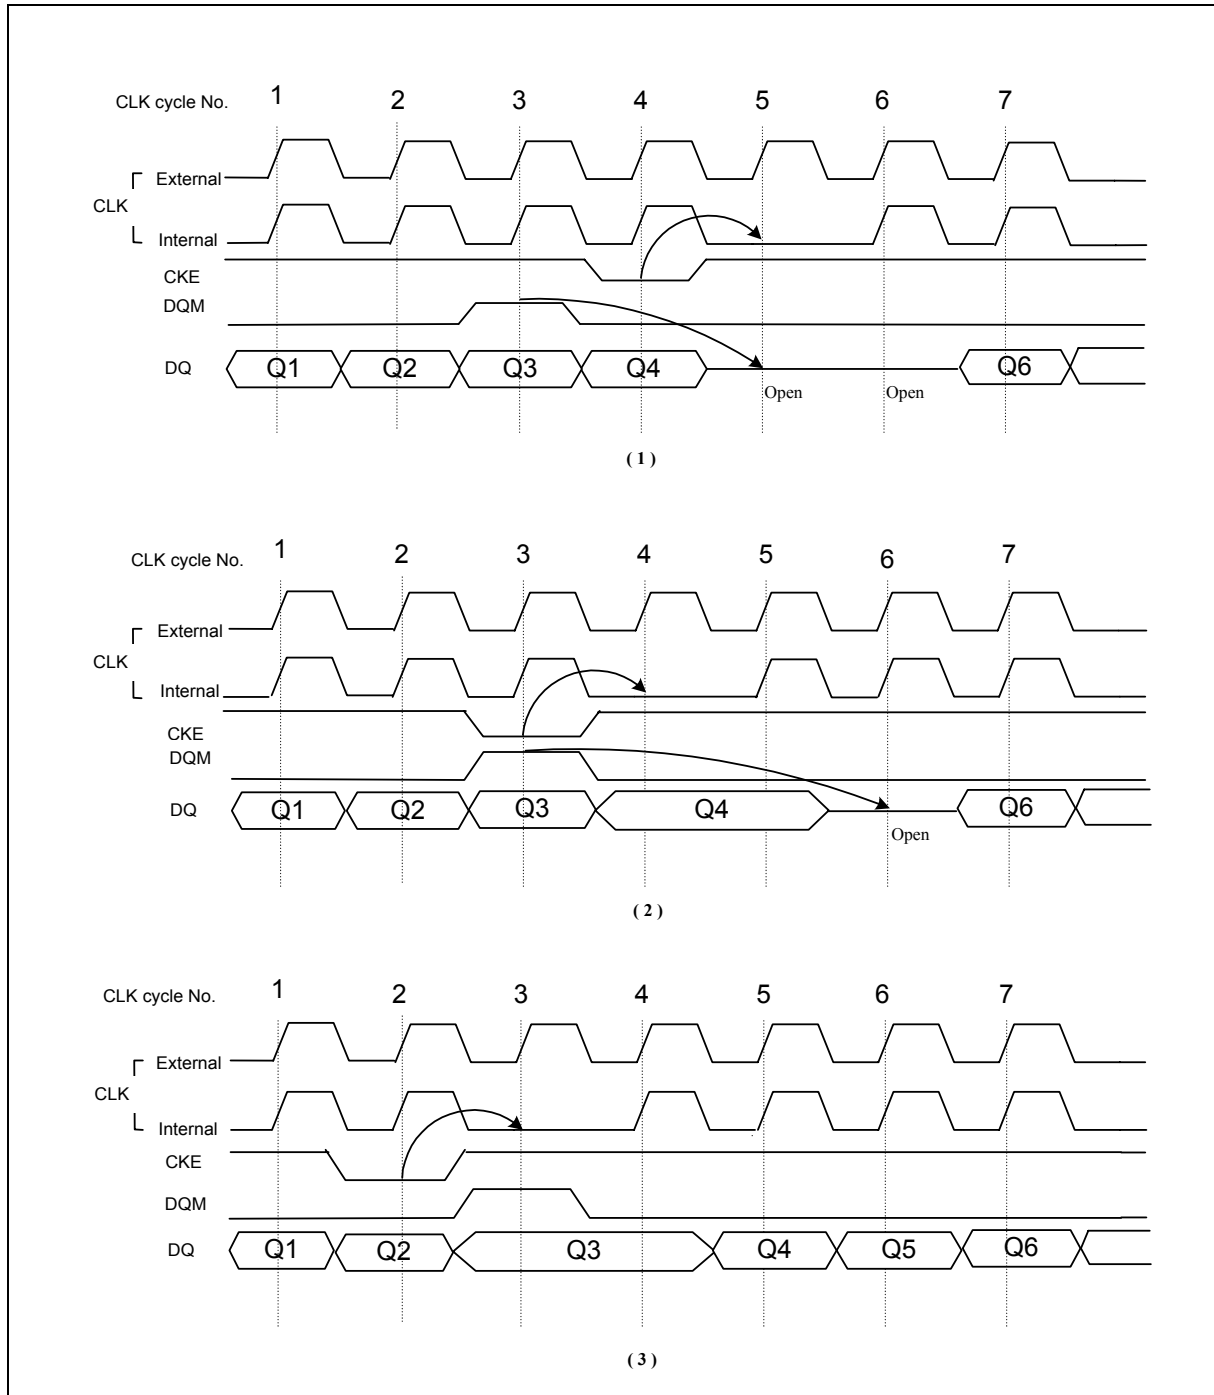 CLK cycle No. 1 2 3 4 5 6 7
External
CLK
Internal
CKE
DQM
DQ Q1 Q2 Q3 Q4 Q6
Open Open
( 1 )
CLK cycle No. 1 2 3 4 5 6 7
External
CLK
Internal
CKE
DQM
DQ Q1 Q2 Q3 Q4 Q6
Open
( 2 )
CLK cycle No. 1 2 3 4 5 6 7
External
CLK
Internal
CKE
DQM
DQ Q1 Q2 Q3 Q4 Q5 Q6
( 3 )